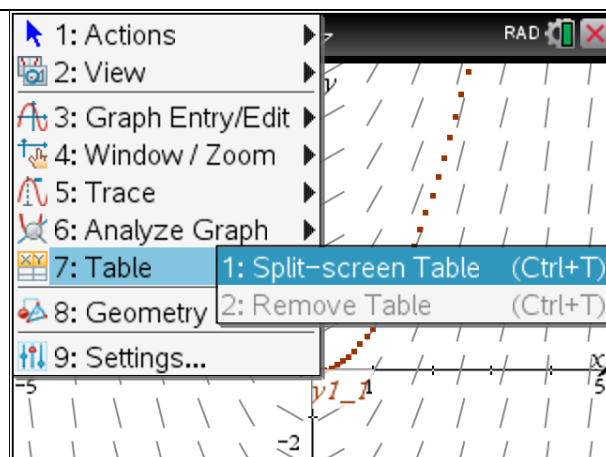 1: Actions
RAD
2: View
y
3: Graph Entry/Edit
4: Window / Zoom
5: Trace
6: Analyze Graph
7: Table
1: Split-screen Table (Ctrl+T)
8: Geometry
2: Remove Table (Ctrl+T)
9: Settings...
x
-5
y1_1
1
5
-2